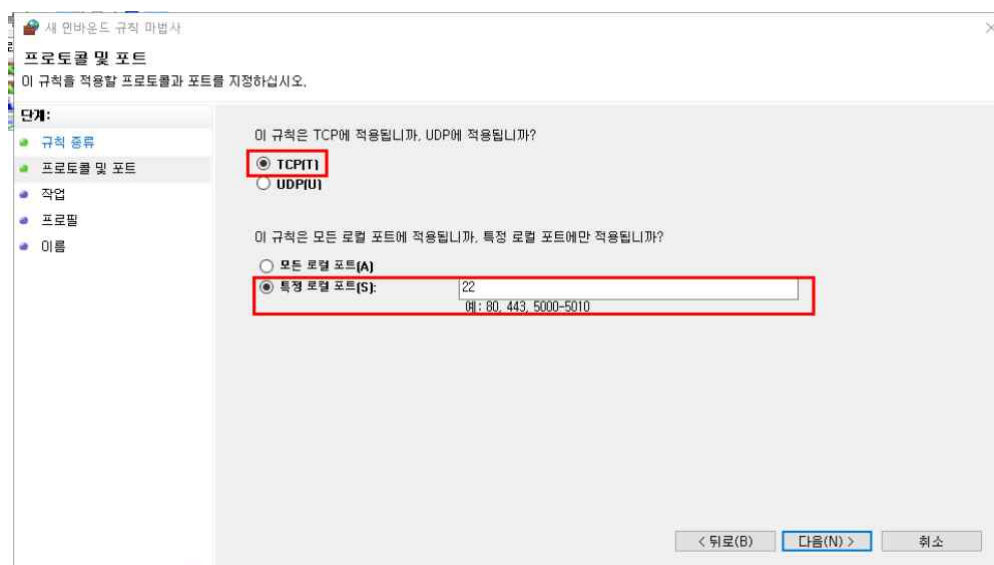 새 인바운드 규칙 마법사
프로토콜 및 포트
이 규칙을 적용할 프로토콜과 포트를 지정하십시오.
단계:
규칙 종류
프로토콜 및 포트
작업
프로필
이름
이 규칙은 TCP에 적용됩니까, UDP에 적용됩니까?
TCP(T)
UDP(U)
이 규칙은 모든 로컬 포트에 적용됩니까, 특정 로컬 포트에만 적용됩니까?
모든 로컬 포트(A)
특정 로컬 포트(S): 22
예: 80, 443, 5000-5010
< 뒤로(B) 다음(N) > 취소